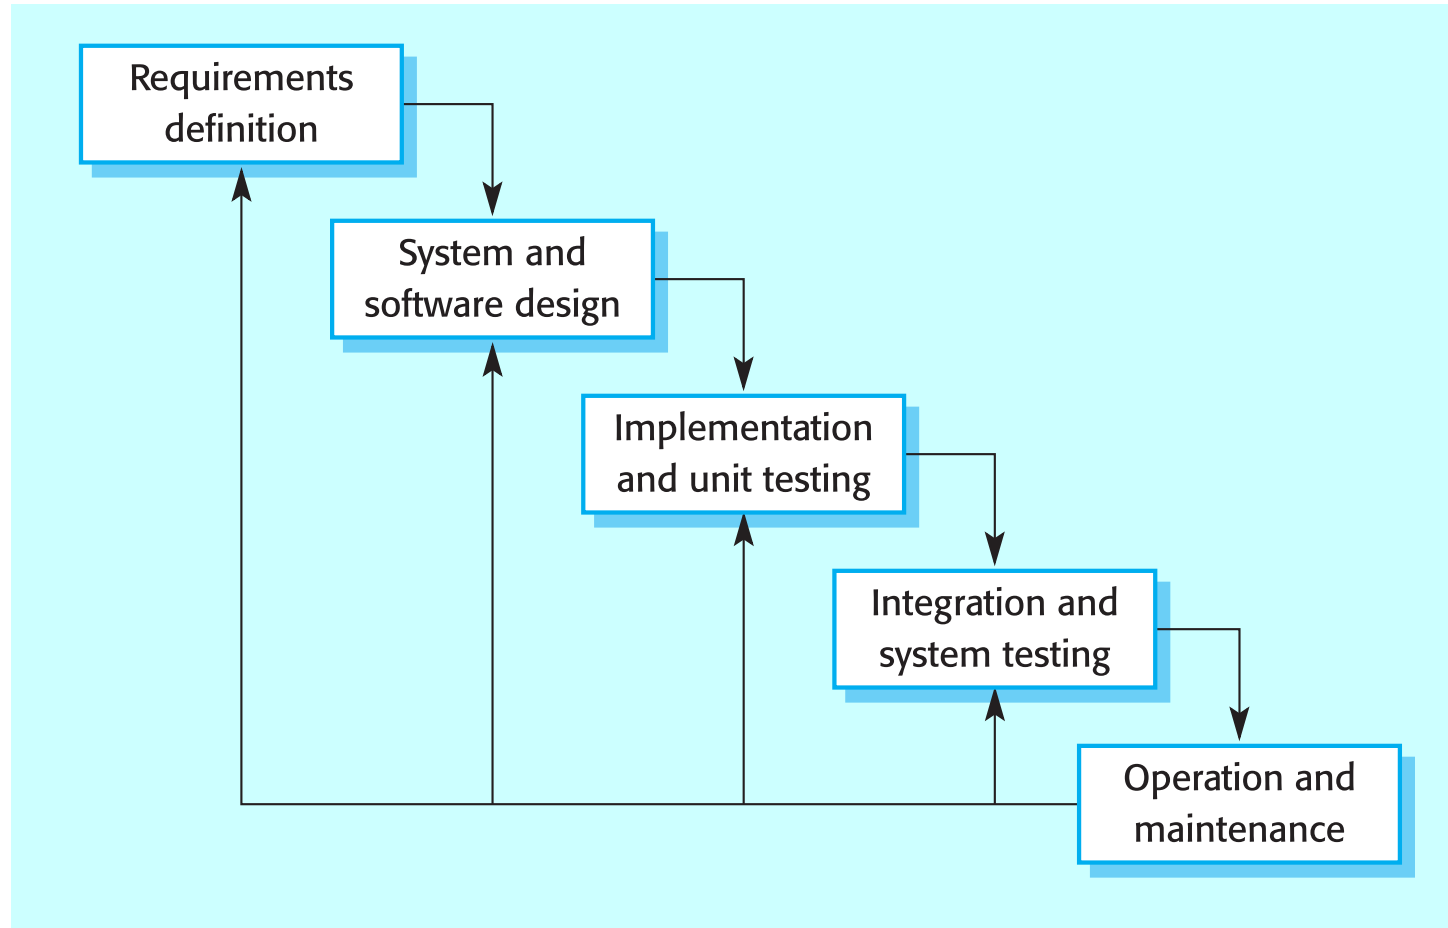 Requirements
definition
System and
software design
Implementation
and unit testing
Integration and
system testing
Operation and
maintenance